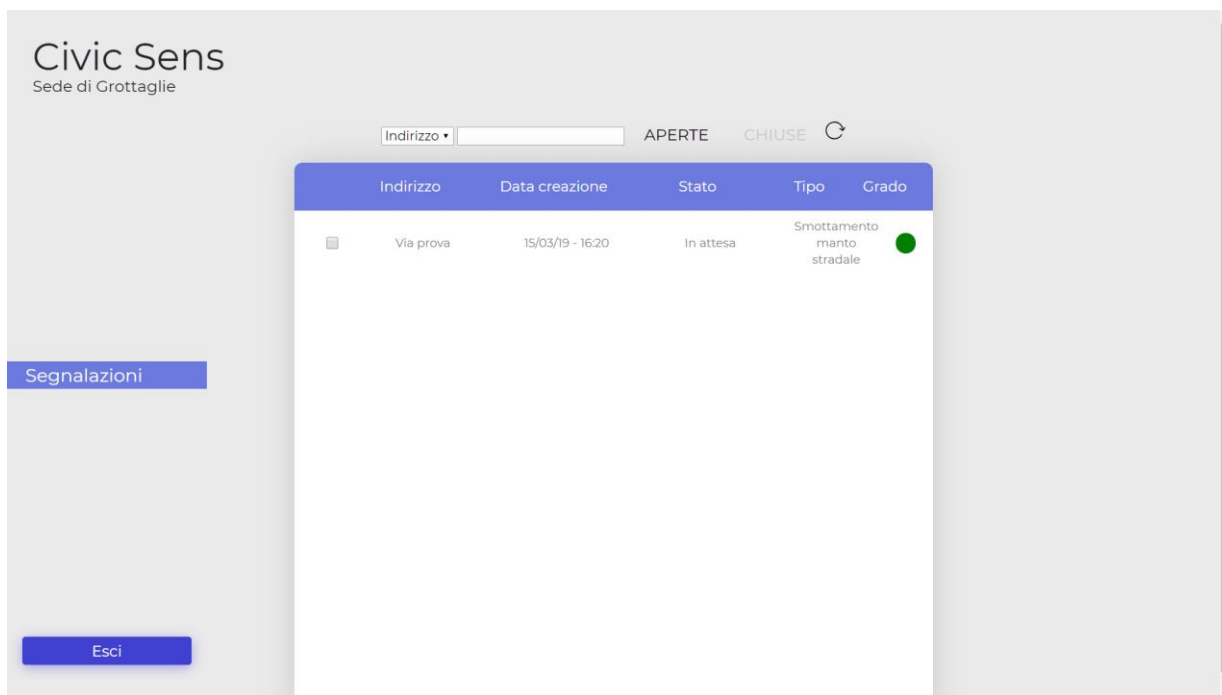 Civic Sens
Sede di Grottaglie
Indirizzo APERTE CHIUSE
Indirizzo Data creazione Stato Tipo Grado
Via prova 15/03/19 - 16:20 In attesa Smottamento
manto
stradale
Segnalazioni
Esci